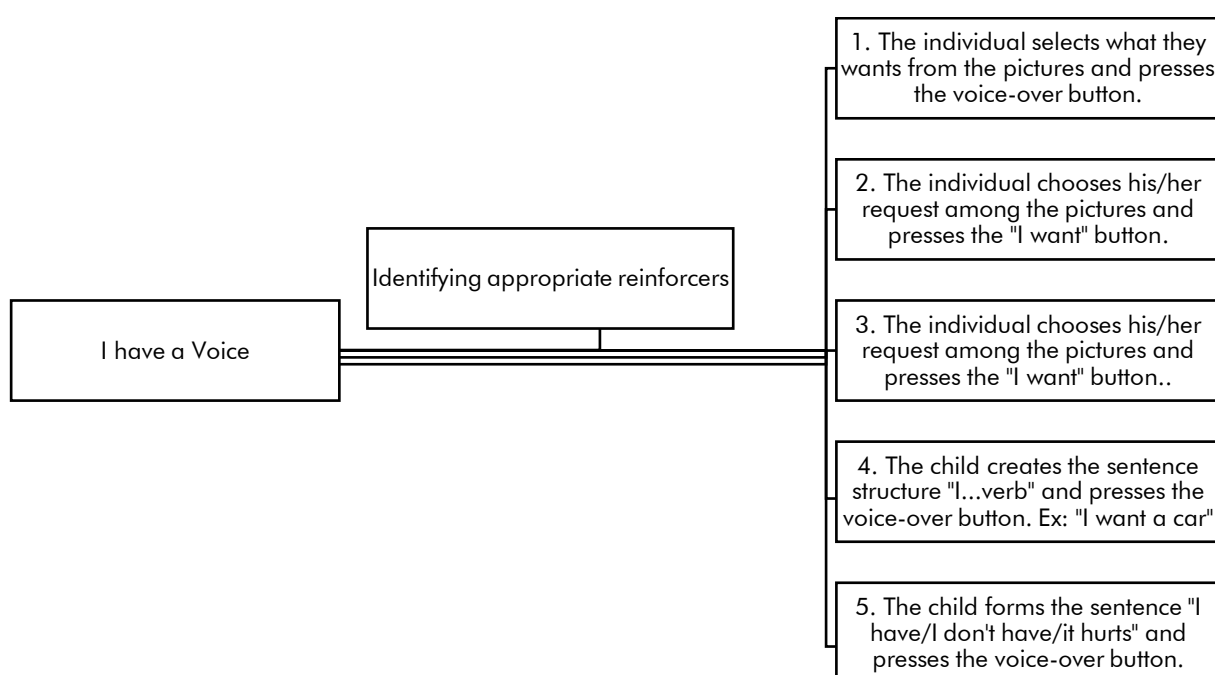 I have a Voice
Identifying appropriate reinforcers
1. The individual selects what they
wants from the pictures and presses
the voice-over button.
2. The individual chooses his/her
request among the pictures and
presses the "I want" button.
3. The individual chooses his/her
request among the pictures and
presses the "I want" button..
4. The child creates the sentence
structure "I...verb" and presses the
voice-over button. Ex: "I want a car"
5. The child forms the sentence "I
have/I don't have/it hurts" and
presses the voice-over button.